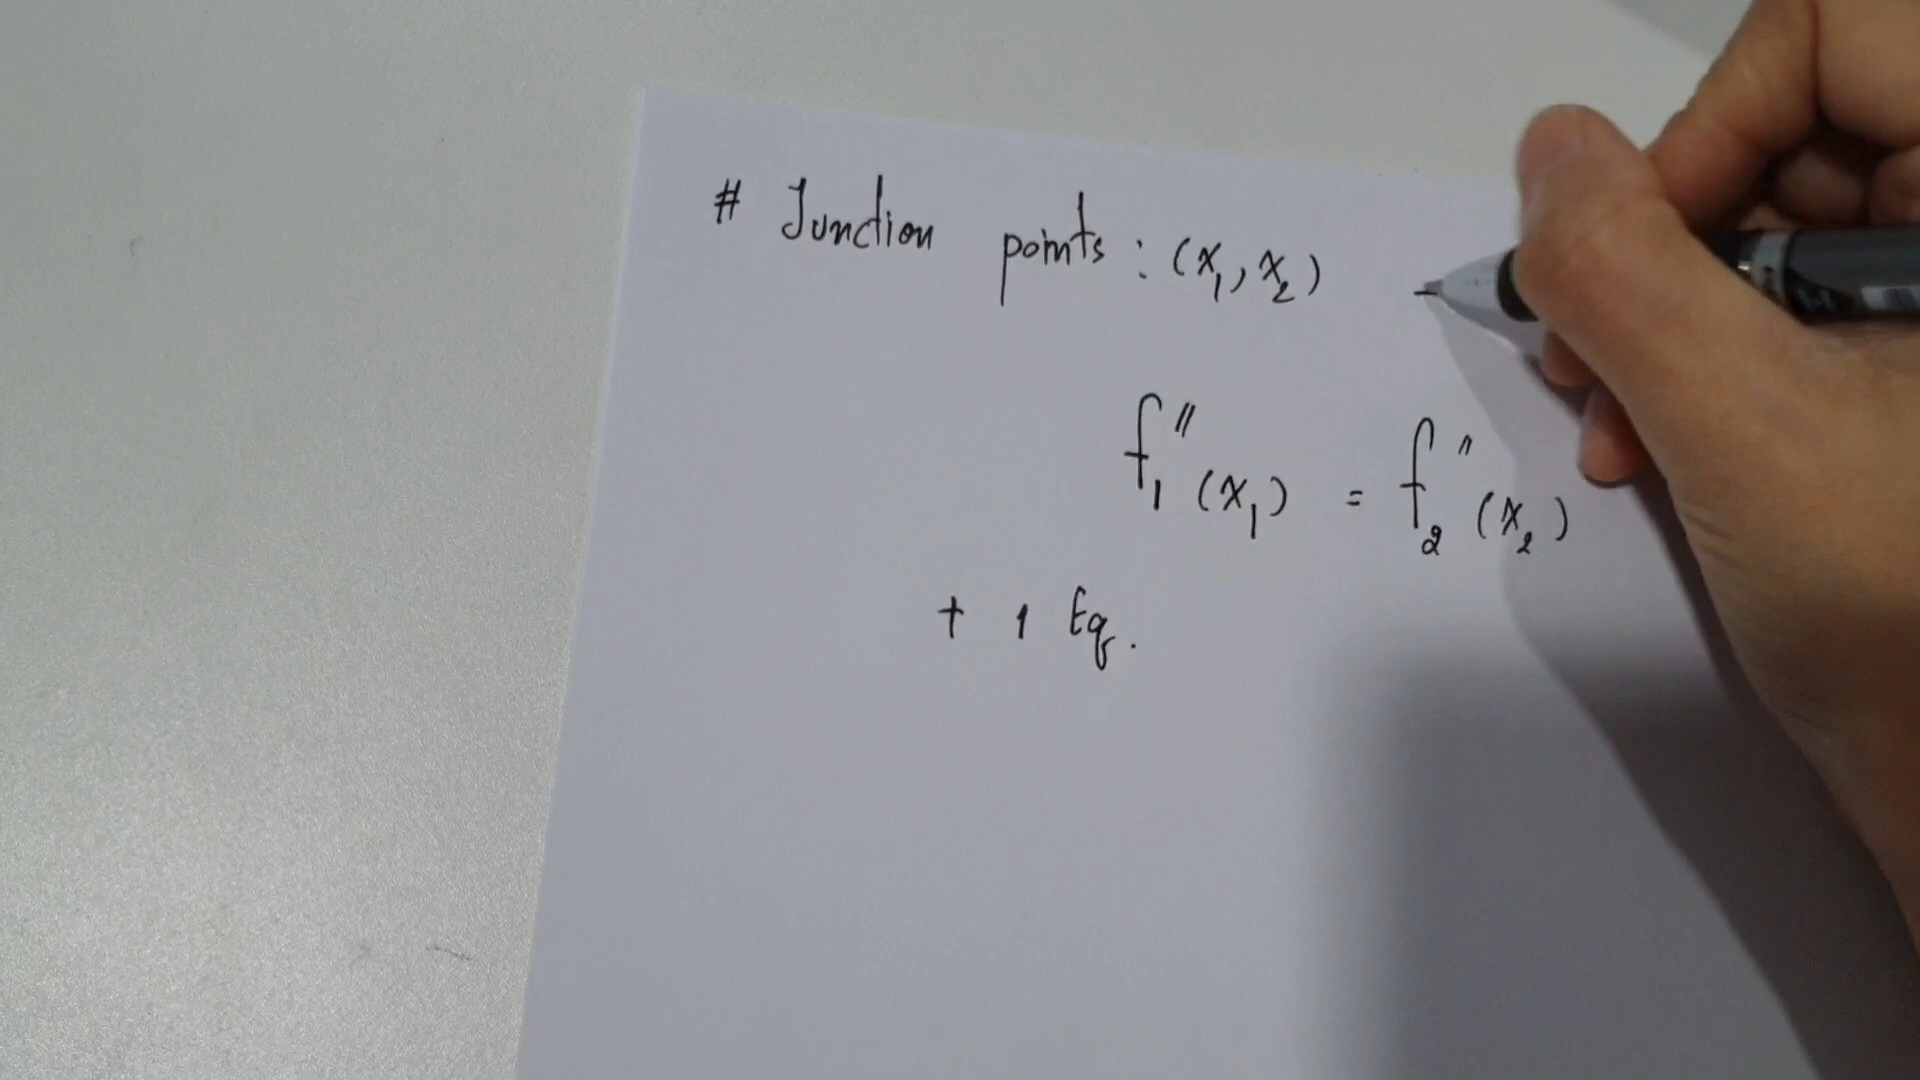 # Junction points : (x₁, x₂) -
f₁″(x₁) = f₂″(x₂)
+ 1 Eq.